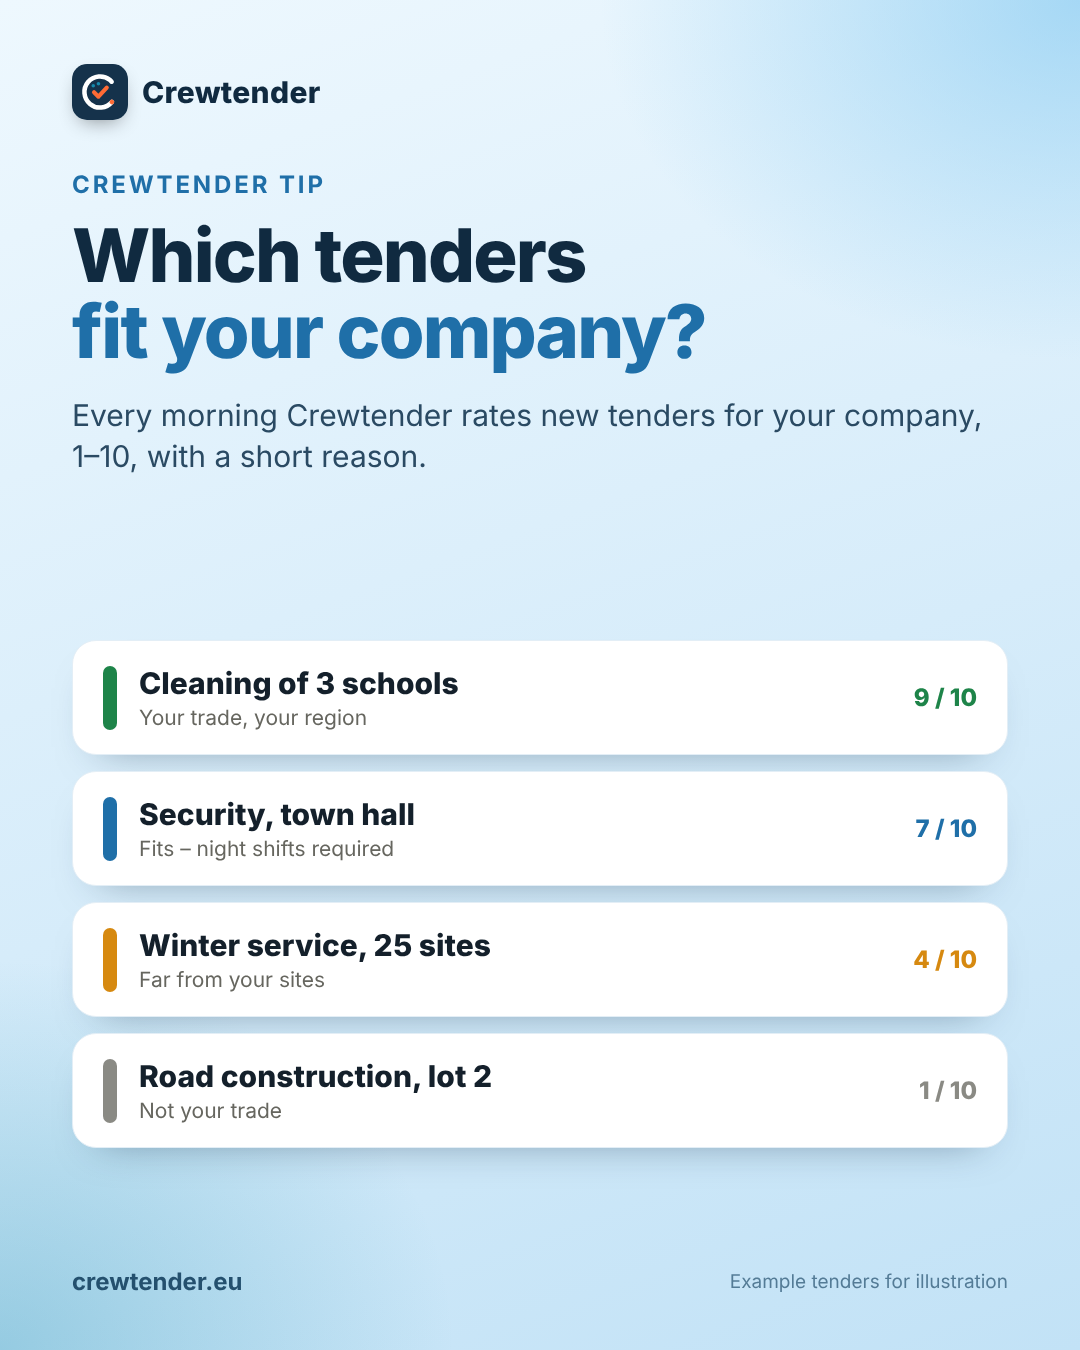 Crewtender
CREWTENDER TIP
Which tenders
fit your company?
Every morning Crewtender rates new tenders for your company,
1–10, with a short reason.
Cleaning of 3 schools
Your trade, your region
9 / 10
Security, town hall
Fits – night shifts required
7 / 10
Winter service, 25 sites
Far from your sites
4 / 10
Road construction, lot 2
Not your trade
1 / 10
crewtender.eu
Example tenders for illustration